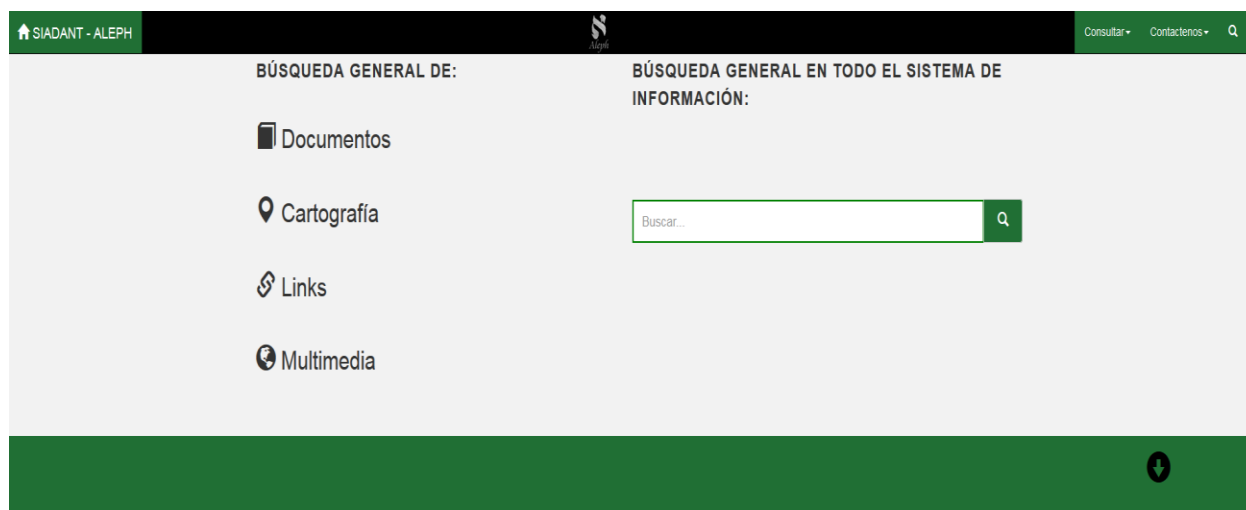 SIADANT - ALEPH
א
Aleph
Consultar
Contactenos
BÚSQUEDA GENERAL DE:
Documentos
Cartografía
Links
Multimedia
BÚSQUEDA GENERAL EN TODO EL SISTEMA DE
INFORMACIÓN:
Buscar...